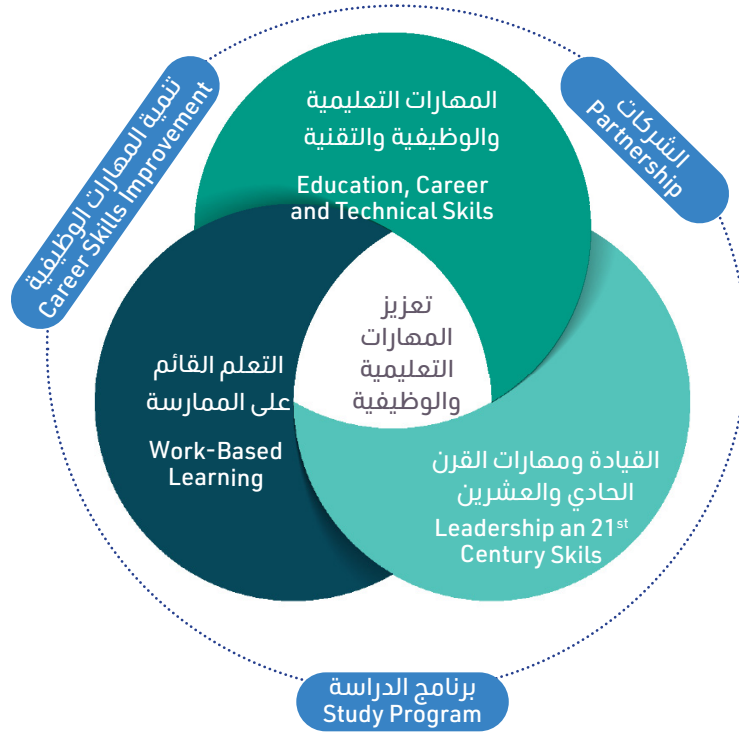 المهارات التعليمية
والوظيفية والتقنية
Education, Career
and Technical Skils
الشركات
Partnership
تنمية المهارات الوظيفية
Career Skills Improvement
تعزيز
المهارات
التعليمية
والوظيفية
التعلم القائم
على الممارسة
Work-Based
Learning
القيادة ومهارات القرن
الحادي والعشرين
Leadership an 21st
Century Skils
برنامج الدراسة
Study Program